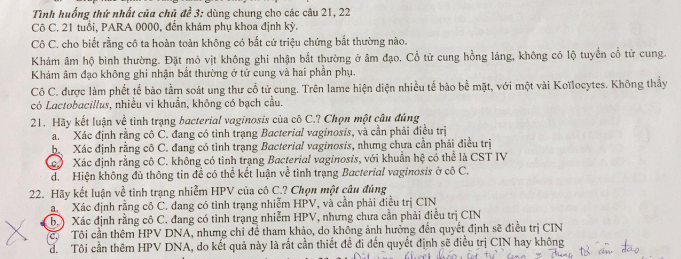 Tình huống thứ nhất của chủ đề 3: dùng chung cho các câu 21, 22
Cô C. 21 tuổi, PARA 0000, đến khám phụ khoa định kỳ.
Cô C. cho biết rằng cô ta hoàn toàn không có bất cứ triệu chứng bất thường nào.
Khám âm hộ bình thường. Đặt mỏ vịt không ghi nhận bất thường ở âm đạo. Cổ tử cung hồng láng, không có lộ tuyến cổ tử cung.
Khám âm đạo không ghi nhận bất thường ở tử cung và hai phần phụ.
Cô C. được làm phết tế bào tầm soát ung thư cổ tử cung. Trên lame hiện diện nhiều tế bào bề mặt, với một vài Koïlocytes. Không thấy
có Lactobacillus, nhiều vi khuẩn, không có bạch cầu.
21. Hãy kết luận về tình trạng bacterial vaginosis của cô C.? Chọn một câu đúng
a. Xác định rằng cô C. đang có tình trạng Bacterial vaginosis, và cần phải điều trị
b. Xác định rằng cô C. đang có tình trạng Bacterial vaginosis, nhưng chưa cần phải điều trị
c. Xác định rằng cô C. không có tình trạng Bacterial vaginosis, với khuẩn hệ có thể là CST IV
d. Hiện không đủ thông tin để có thể kết luận về tình trạng Bacterial vaginosis ở cô C.
22. Hãy kết luận về tình trạng nhiễm HPV của cô C.? Chọn một câu đúng
a. Xác định rằng cô C. đang có tình trạng nhiễm HPV, và cần phải điều trị CIN
b. Xác định rằng cô C. đang có tình trạng nhiễm HPV, nhưng chưa cần phải điều trị CIN
c. Tôi cần thêm HPV DNA, nhưng chỉ để tham khảo, do không ảnh hưởng đến quyết định sẽ điều trị CIN
d. Tôi cần thêm HPV DNA, do kết quả này là rất cần thiết để đi đến quyết định sẽ điều trị CIN hay không